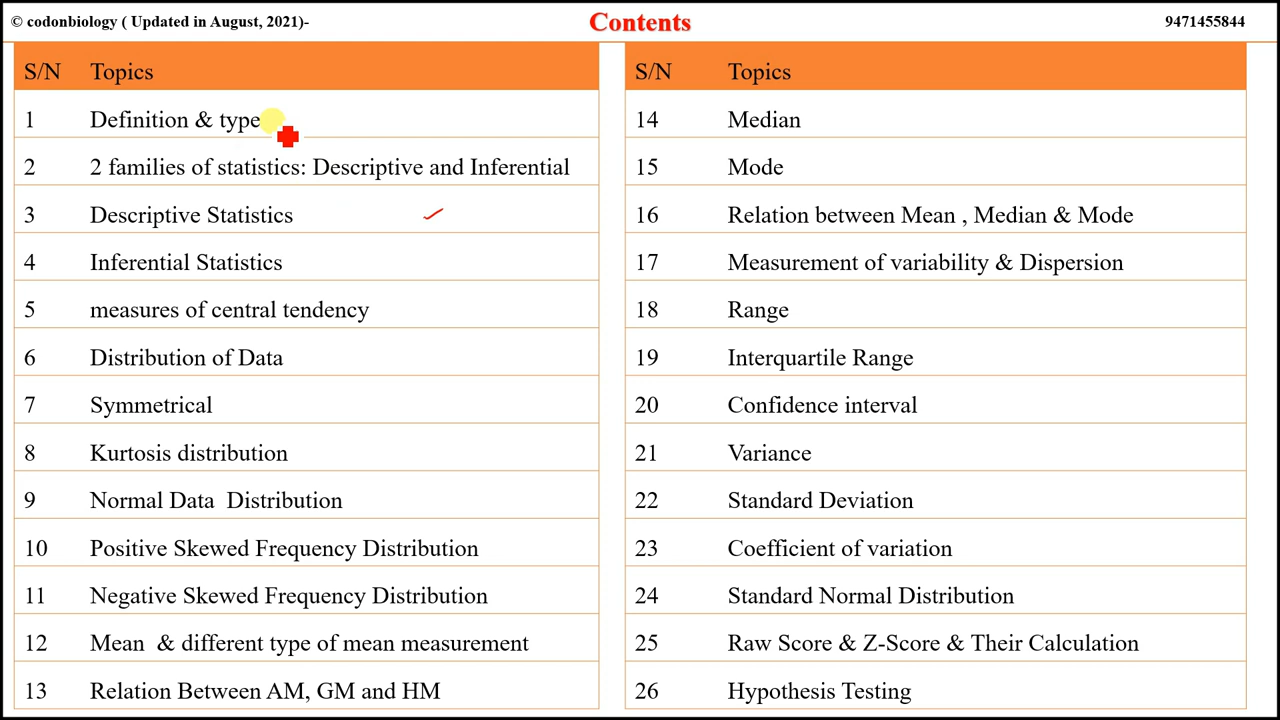 © codonbiology ( Updated in August, 2021)-
Contents
9471455844
S/N Topics
1 Definition & type
2 2 families of statistics: Descriptive and Inferential
3 Descriptive Statistics
4 Inferential Statistics
5 measures of central tendency
6 Distribution of Data
7 Symmetrical
8 Kurtosis distribution
9 Normal Data Distribution
10 Positive Skewed Frequency Distribution
11 Negative Skewed Frequency Distribution
12 Mean & different type of mean measurement
13 Relation Between AM, GM and HM
S/N Topics
14 Median
15 Mode
16 Relation between Mean , Median & Mode
17 Measurement of variability & Dispersion
18 Range
19 Interquartile Range
20 Confidence interval
21 Variance
22 Standard Deviation
23 Coefficient of variation
24 Standard Normal Distribution
25 Raw Score & Z-Score & Their Calculation
26 Hypothesis Testing